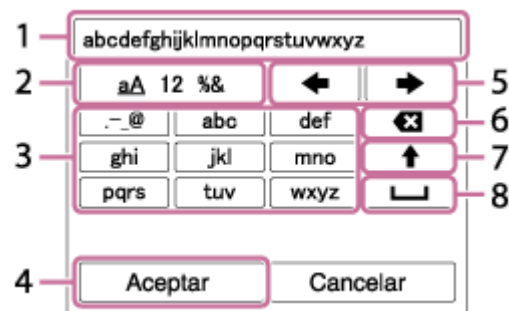 1 abcdefghijklmnopqrstuvwxyz
2 aA 12 %& 5
.-_@ abc def 6
3 ghi jkl mno 7
pqrs tuv wxyz 8
4 Aceptar Cancelar